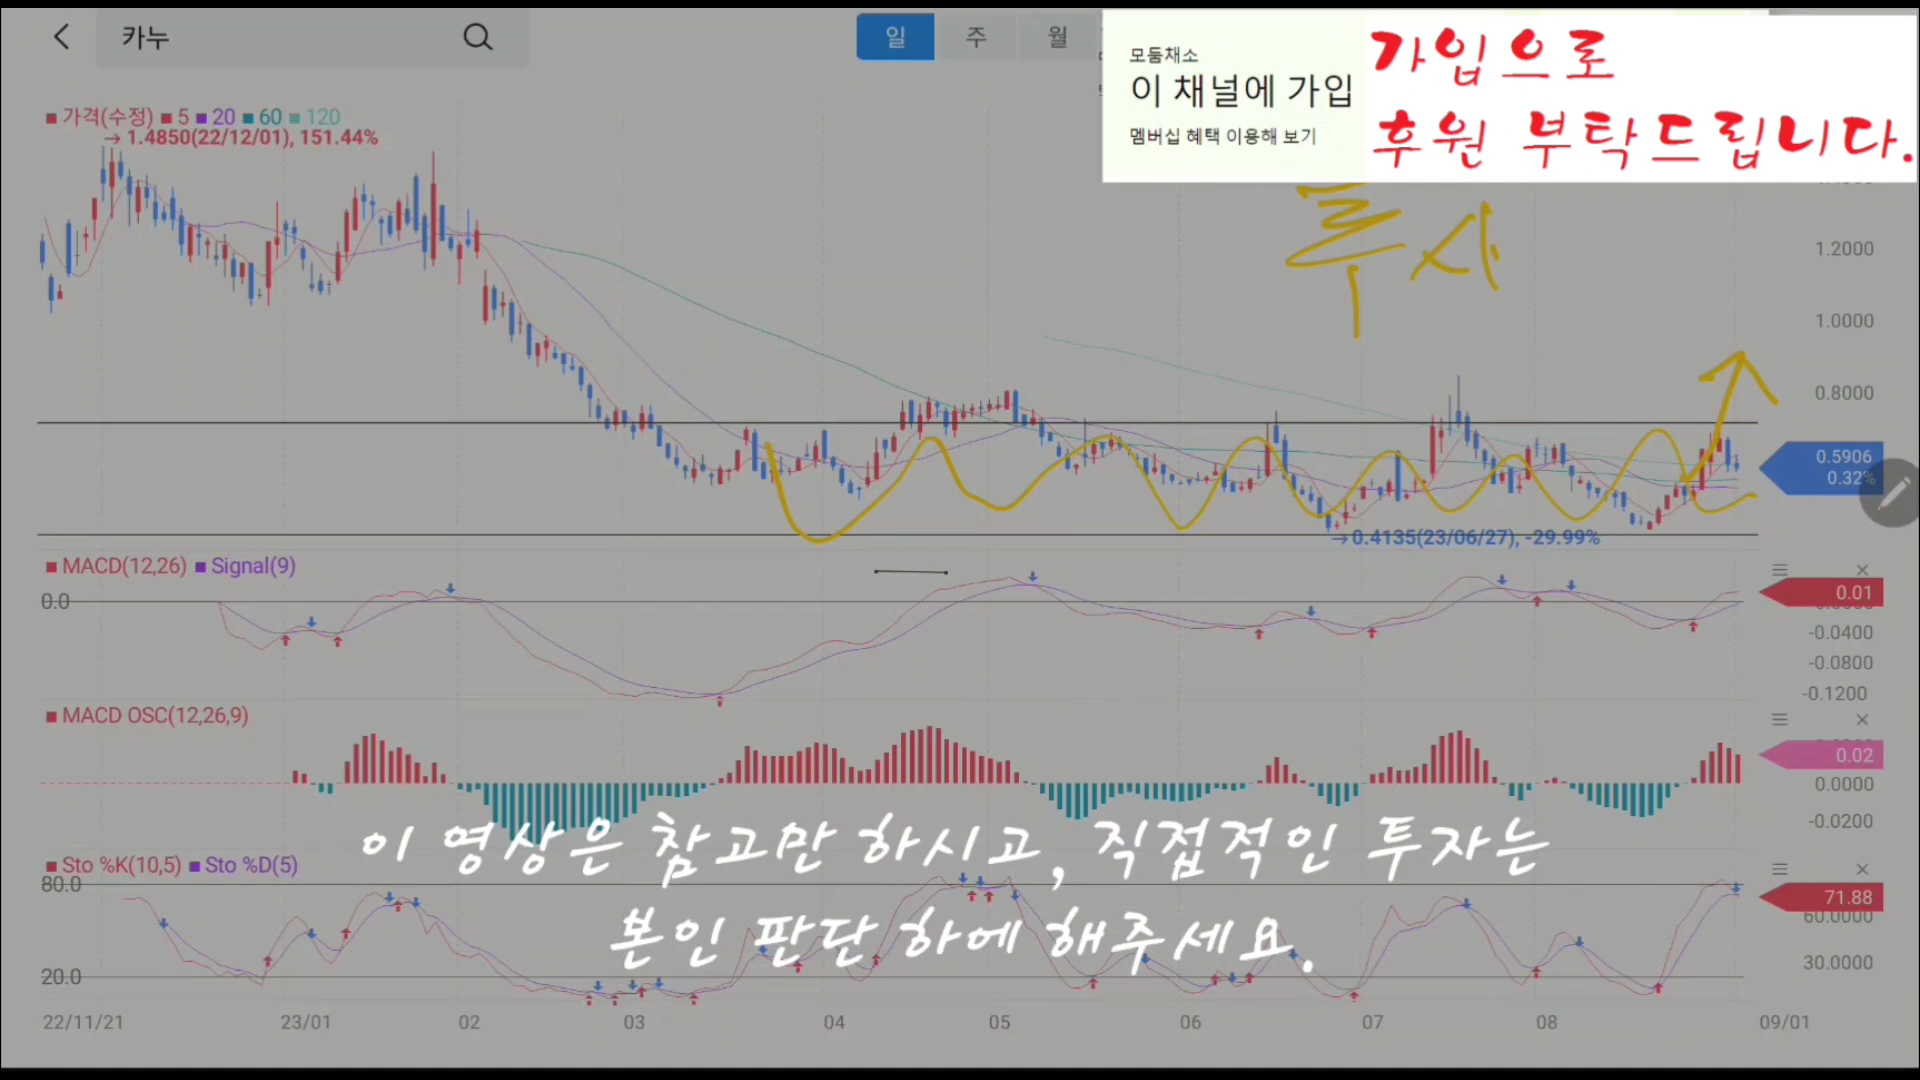 카누
일 주 월
모둠채소
이 채널에 가입
멤버십 혜택 이용해 보기
가입으로
후원 부탁드립니다.
가격(수정) 5 20 60 120
→ 1.4850(22/12/01), 151.44%
1.2000
1.0000
0.8000
0.5906
0.32%
→ 0.4135(23/06/27), -29.99%
MACD(12,26) Signal(9)
0.0
0.01
-0.0400
-0.0800
-0.1200
MACD OSC(12,26,9)
0.02
0.0000
-0.0200
이 영상은 참고만 하시고, 직접적인 투자는
본인 판단 하에 해주세요.
Sto %K(10,5) Sto %D(5)
80.0
71.88
60.0000
20.0
30.0000
22/11/21 23/01 02 03 04 05 06 07 08 09/01